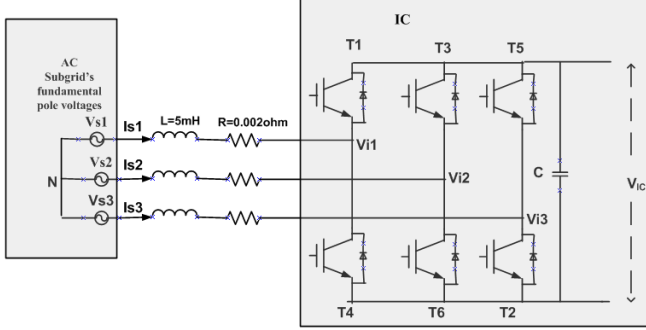 IC
AC
Subgrid's
fundamental
pole voltages
T1 T3 T5
Vs1 Is1 L=5mH R=0.002ohm
Vi1
Vs2 Is2
Vi2
N
C
VIC
Vs3 Is3
Vi3
T4 T6 T2